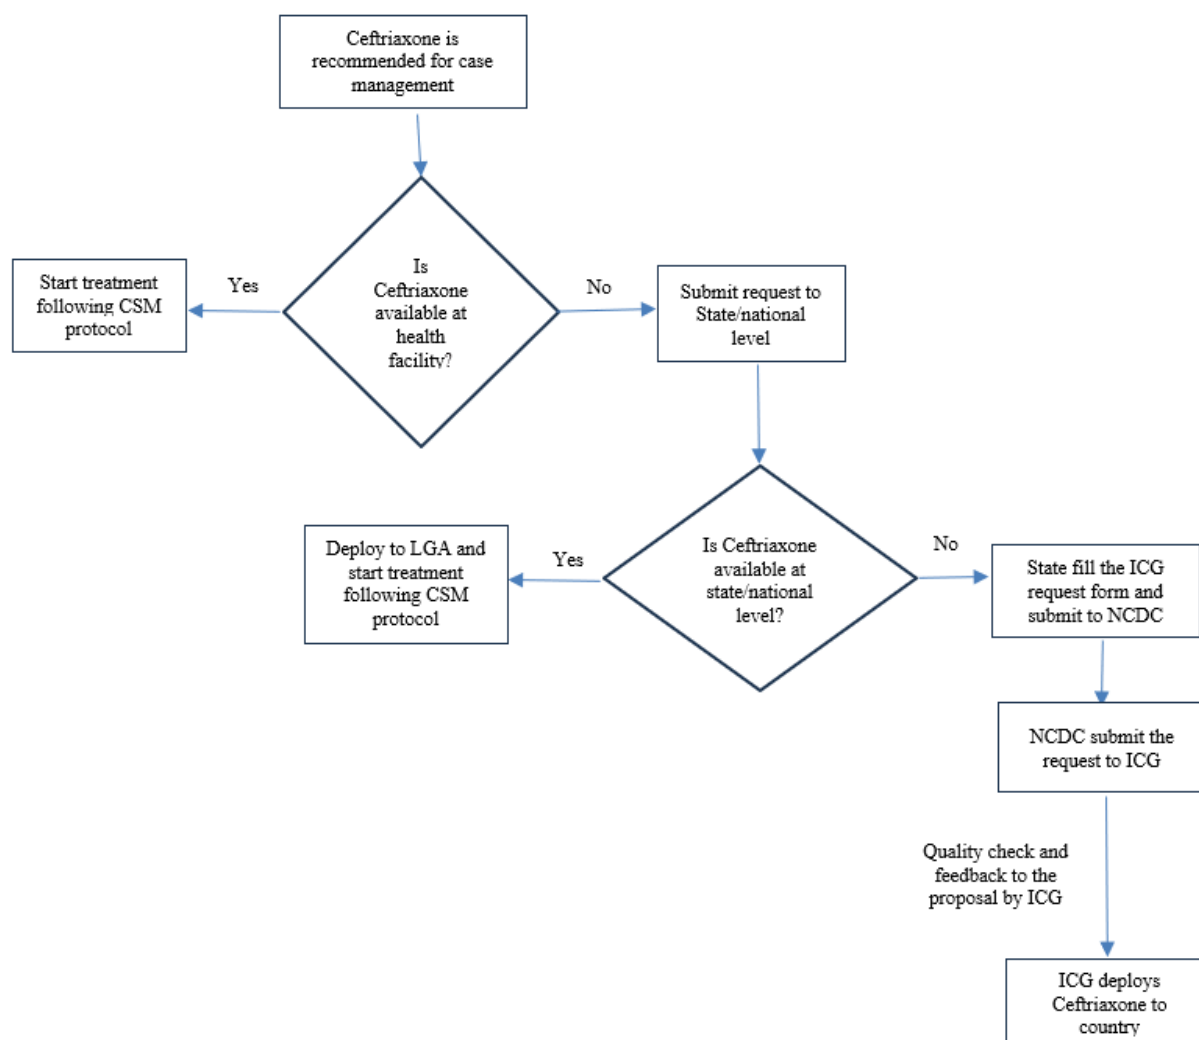 Ceftriaxone is
recommended for case
management
Is
Ceftriaxone
available at
health
facility?
Yes
Start treatment
following CSM
protocol
No
Submit request to
State/national
level
Is Ceftriaxone
available at
state/national
level?
Yes
Deploy to LGA and
start treatment
following CSM
protocol
No
State fill the ICG
request form and
submit to NCDC
NCDC submit the
request to ICG
Quality check and
feedback to the
proposal by ICG
ICG deploys
Ceftriaxone to
country